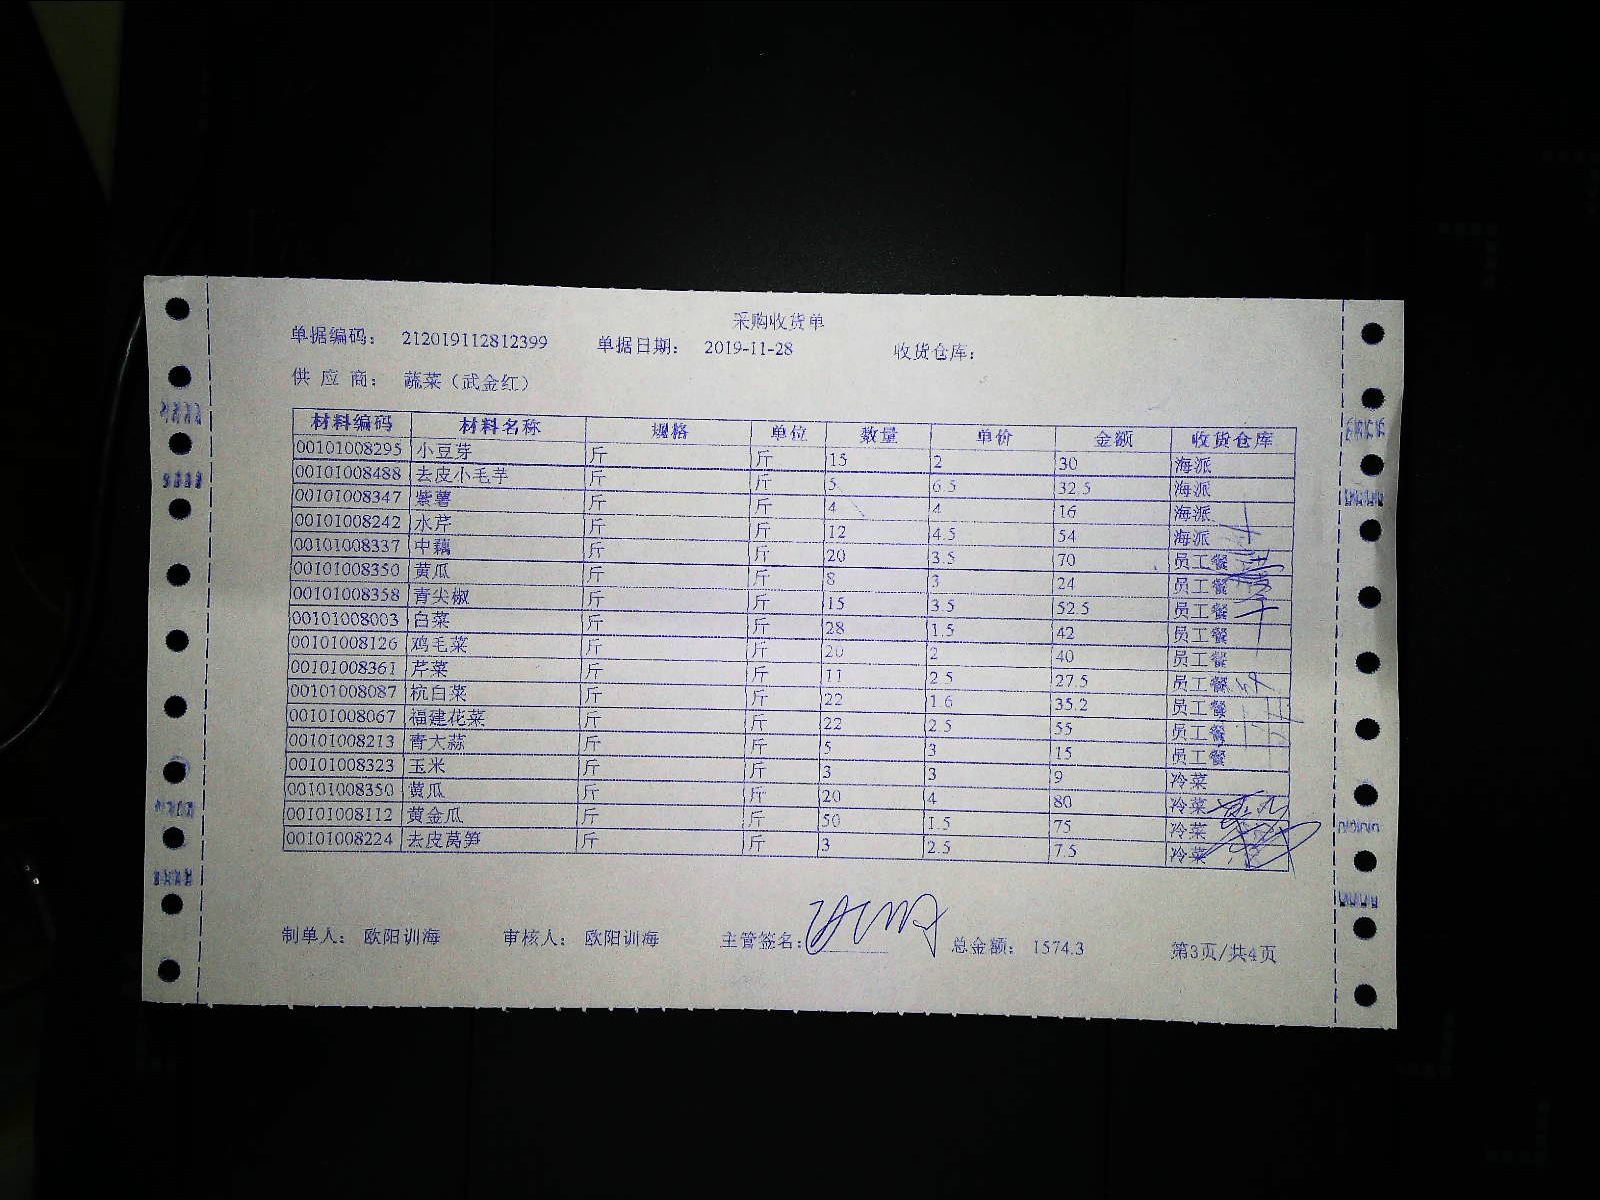 采购收货单
单据编码： 212019112812399 单据日期： 2019-11-28 收货仓库：
供 应 商： 蔬菜（武金红）
材料编码 材料名称 规格 单位 数量 单价 金额 收货仓库
00101008295 小豆芽 斤 斤 15 2 30 海派
00101008488 去皮小毛芋 斤 斤 5 6.5 32.5 海派
00101008347 紫薯 斤 斤 4 4 16 海派
00101008242 水芹 斤 斤 12 4.5 54 海派
00101008337 中藕 斤 斤 20 3.5 70 员工餐
00101008350 黄瓜 斤 斤 8 3 24 员工餐
00101008358 青尖椒 斤 斤 15 3.5 52.5 员工餐
00101008003 白菜 斤 斤 28 1.5 42 员工餐
00101008126 鸡毛菜 斤 斤 20 2 40 员工餐
00101008361 芹菜 斤 斤 11 2.5 27.5 员工餐
00101008087 杭白菜 斤 斤 22 1.6 35.2 员工餐
00101008067 福建花菜 斤 斤 22 2.5 55 员工餐
00101008213 青大蒜 斤 斤 5 3 15 员工餐
00101008323 玉米 斤 斤 3 3 9 冷菜
00101008350 黄瓜 斤 斤 20 4 80 冷菜
00101008112 黄金瓜 斤 斤 50 1.5 75 冷菜
00101008224 去皮莴笋 斤 斤 3 2.5 7.5 冷菜
制单人： 欧阳训海 审核人： 欧阳训海 主管签名： 总金额： 1574.3 第3页/共4页